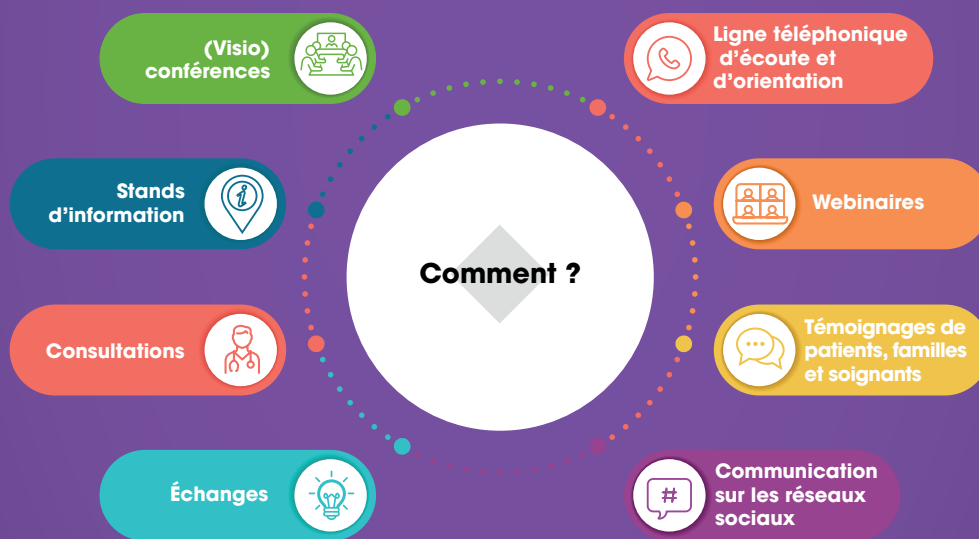 (Visio)
conférences
Ligne téléphonique
d'écoute et
d'orientation
Stands
d'information
Webinaires
Comment ?
Consultations
Témoignages de
patients, familles
et soignants
Échanges
#
Communication
sur les réseaux
sociaux